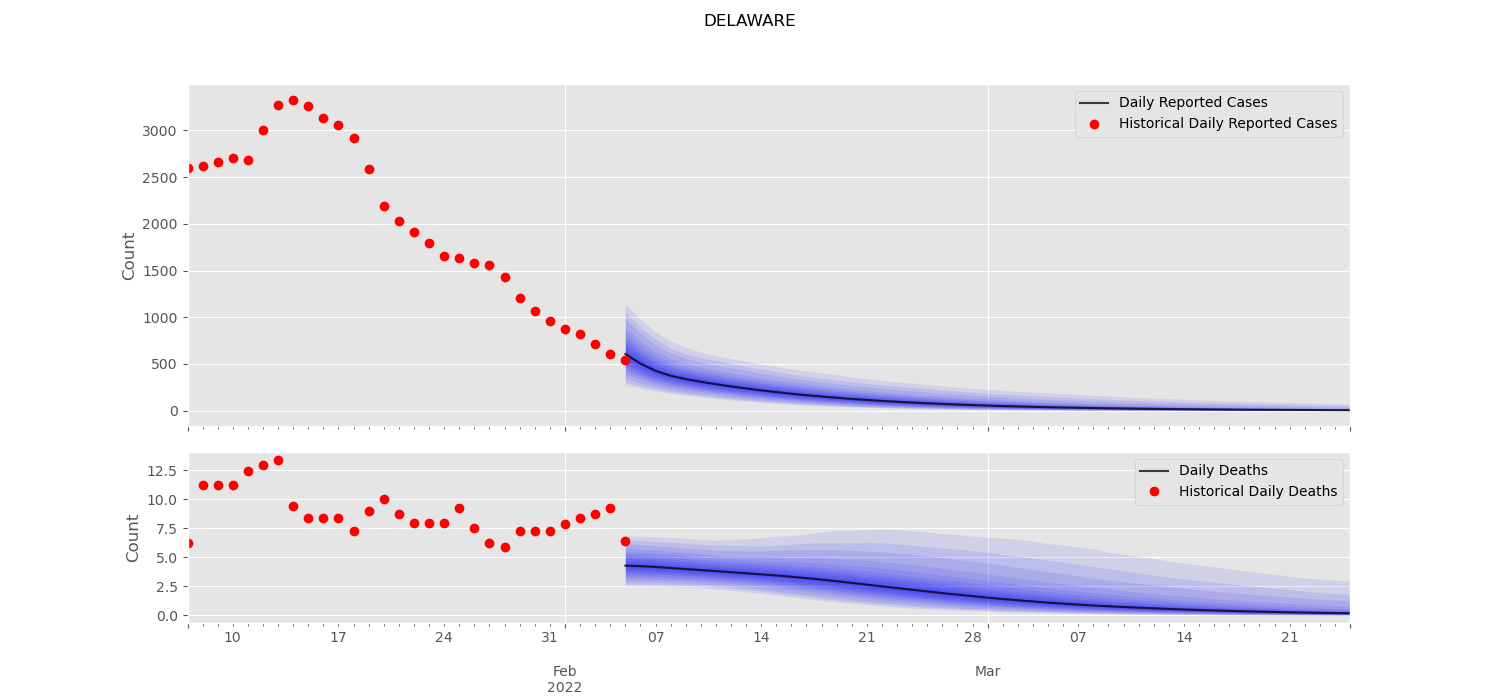 DELAWARE
Daily Reported Cases
Historical Daily Reported Cases
3000
2500
2000
1500
1000
500
0
Count
Daily Deaths
Historical Daily Deaths
12.5
10.0
7.5
5.0
2.5
0.0
Count
10 17 24 31 07 14 21 28 07 14 21
Feb Mar
2022